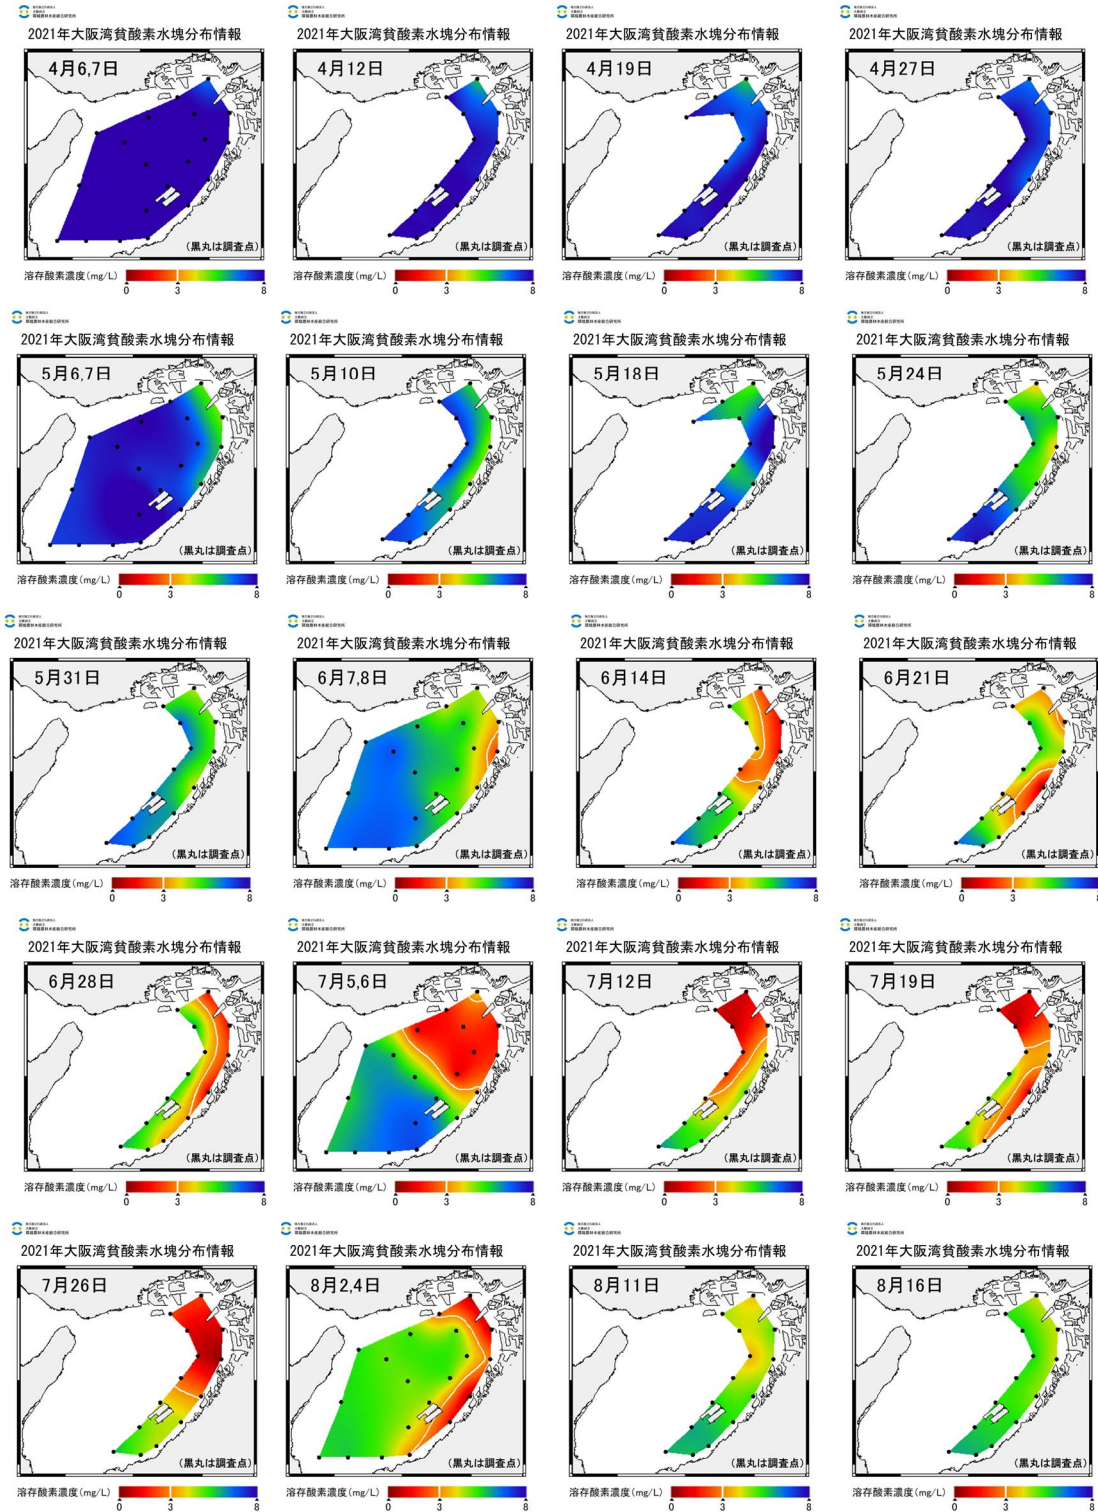 2021年大阪湾貧酸素水塊分布情報
4月6,7日
(黒丸は調査点)
溶存酸素濃度(mg/L)
0 3 8
2021年大阪湾貧酸素水塊分布情報
4月12日
(黒丸は調査点)
溶存酸素濃度(mg/L)
0 3 8
2021年大阪湾貧酸素水塊分布情報
4月19日
(黒丸は調査点)
溶存酸素濃度(mg/L)
0 3 8
2021年大阪湾貧酸素水塊分布情報
4月27日
(黒丸は調査点)
溶存酸素濃度(mg/L)
0 3 8
2021年大阪湾貧酸素水塊分布情報
5月6,7日
(黒丸は調査点)
溶存酸素濃度(mg/L)
0 3 8
2021年大阪湾貧酸素水塊分布情報
5月10日
(黒丸は調査点)
溶存酸素濃度(mg/L)
0 3 8
2021年大阪湾貧酸素水塊分布情報
5月18日
(黒丸は調査点)
溶存酸素濃度(mg/L)
0 3 8
2021年大阪湾貧酸素水塊分布情報
5月24日
(黒丸は調査点)
溶存酸素濃度(mg/L)
0 3 8
2021年大阪湾貧酸素水塊分布情報
5月31日
(黒丸は調査点)
溶存酸素濃度(mg/L)
0 3 8
2021年大阪湾貧酸素水塊分布情報
6月7,8日
(黒丸は調査点)
溶存酸素濃度(mg/L)
0 3 8
2021年大阪湾貧酸素水塊分布情報
6月14日
(黒丸は調査点)
溶存酸素濃度(mg/L)
0 3 8
2021年大阪湾貧酸素水塊分布情報
6月21日
(黒丸は調査点)
溶存酸素濃度(mg/L)
0 3 8
2021年大阪湾貧酸素水塊分布情報
6月28日
(黒丸は調査点)
溶存酸素濃度(mg/L)
0 3 8
2021年大阪湾貧酸素水塊分布情報
7月5,6日
(黒丸は調査点)
溶存酸素濃度(mg/L)
0 3 8
2021年大阪湾貧酸素水塊分布情報
7月12日
(黒丸は調査点)
溶存酸素濃度(mg/L)
0 3 8
2021年大阪湾貧酸素水塊分布情報
7月19日
(黒丸は調査点)
溶存酸素濃度(mg/L)
0 3 8
2021年大阪湾貧酸素水塊分布情報
7月26日
(黒丸は調査点)
溶存酸素濃度(mg/L)
0 3 8
2021年大阪湾貧酸素水塊分布情報
8月2,4日
(黒丸は調査点)
溶存酸素濃度(mg/L)
0 3 8
2021年大阪湾貧酸素水塊分布情報
8月11日
(黒丸は調査点)
溶存酸素濃度(mg/L)
0 3 8
2021年大阪湾貧酸素水塊分布情報
8月16日
(黒丸は調査点)
溶存酸素濃度(mg/L)
0 3 8